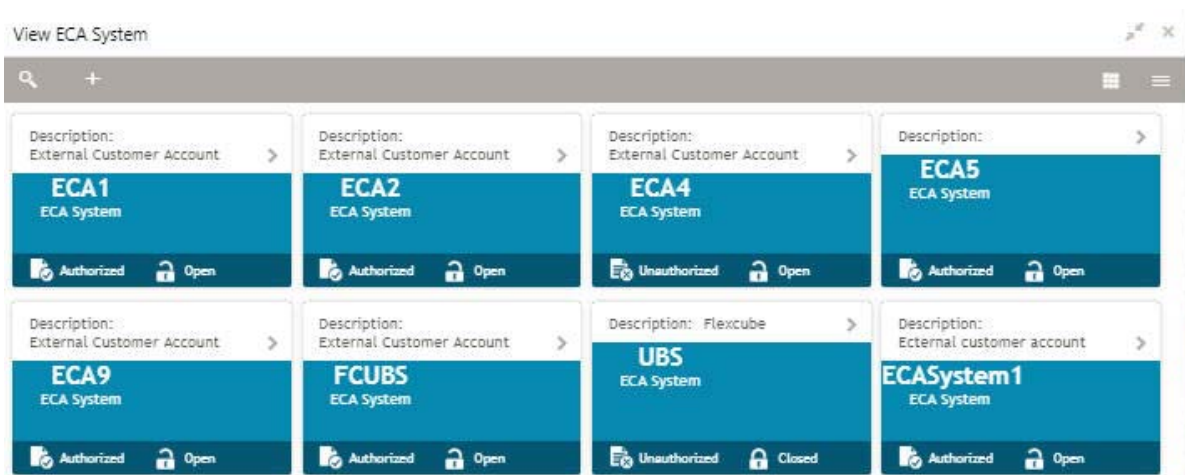 View ECA System
Description:
External Customer Account
ECA1
ECA System
Authorized Open
Description:
External Customer Account
ECA2
ECA System
Authorized Open
Description:
External Customer Account
ECA4
ECA System
Unauthorized Open
Description:
ECA5
ECA System
Authorized Open
Description:
External Customer Account
ECA9
ECA System
Authorized Open
Description:
External Customer Account
FCUBS
ECA System
Authorized Open
Description: Flexcube
UBS
ECA System
Unauthorized Closed
Description:
Ecternal customer account
ECASystem1
ECA System
Authorized Open